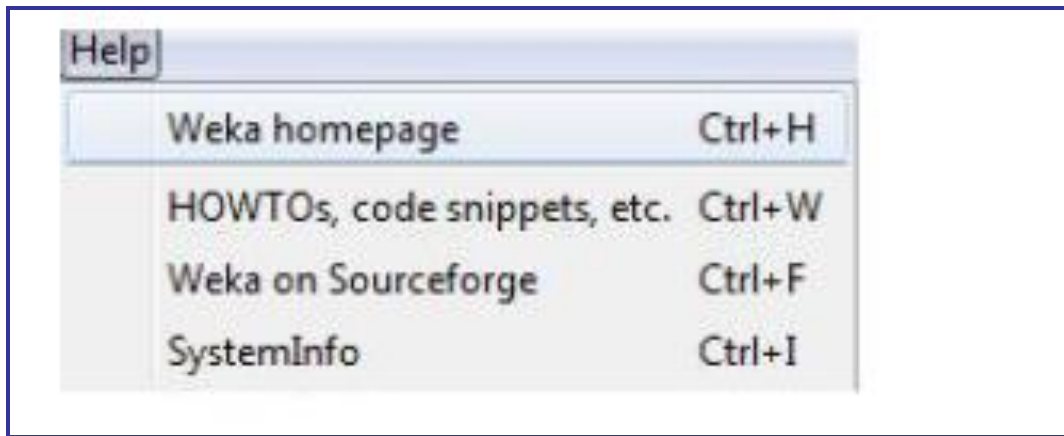 Help
Weka homepage Ctrl+H
HOWTOs, code snippets, etc. Ctrl+W
Weka on Sourceforge Ctrl+F
SystemInfo Ctrl+I